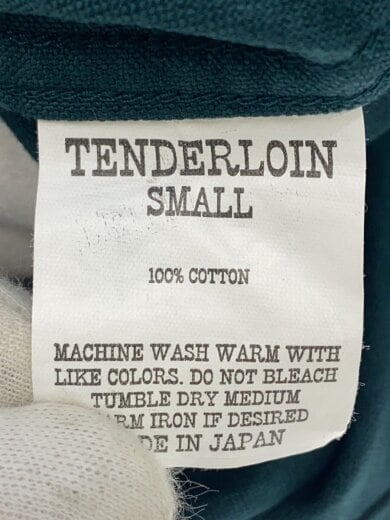 TENDERLOIN
SMALL
100% COTTON
MACHINE WASH WARM WITH
LIKE COLORS. DO NOT BLEACH
TUMBLE DRY MEDIUM
IRON IF DESIRED
IN JAPAN